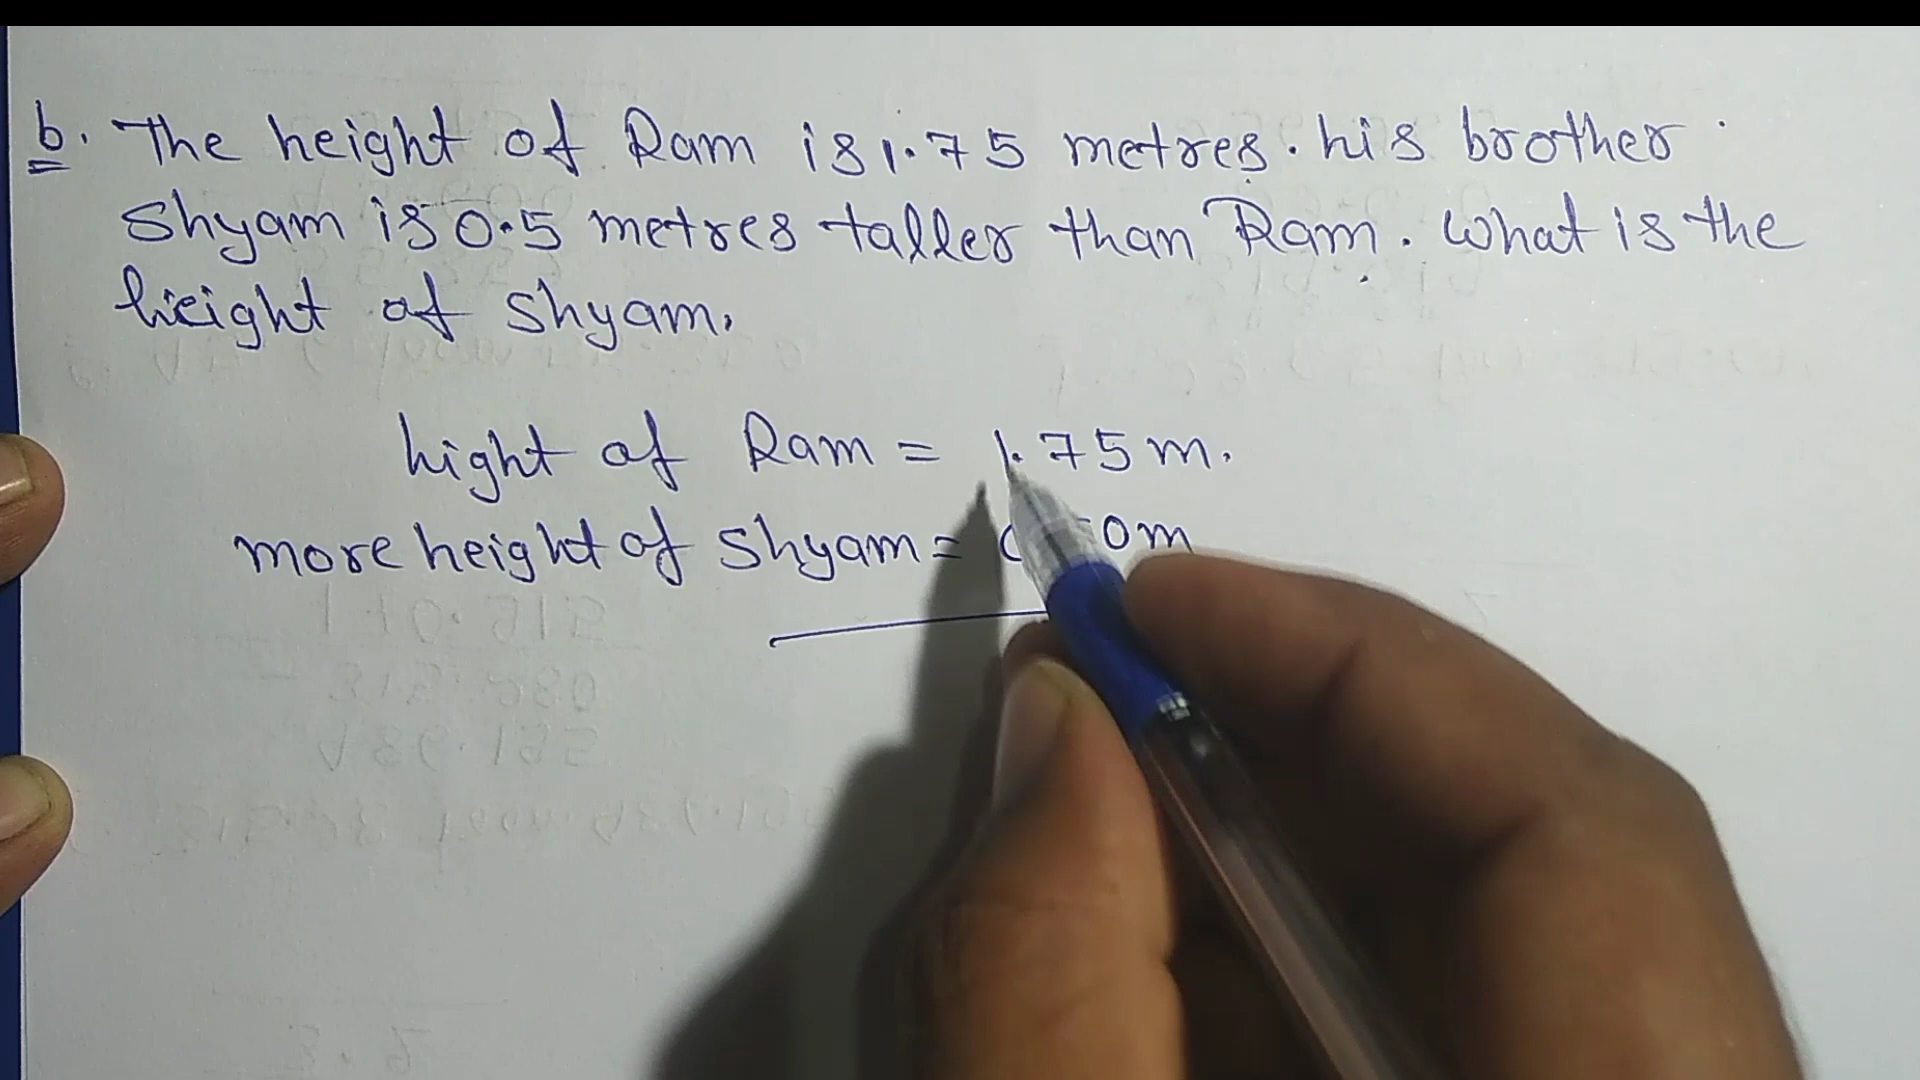 b. The height of Ram is 1.75 metres. his brother
Shyam is 0.5 metres taller than Ram. What is the
height of Shyam.
hight of Ram = 1.75 m.
more height of Shyam = 0m